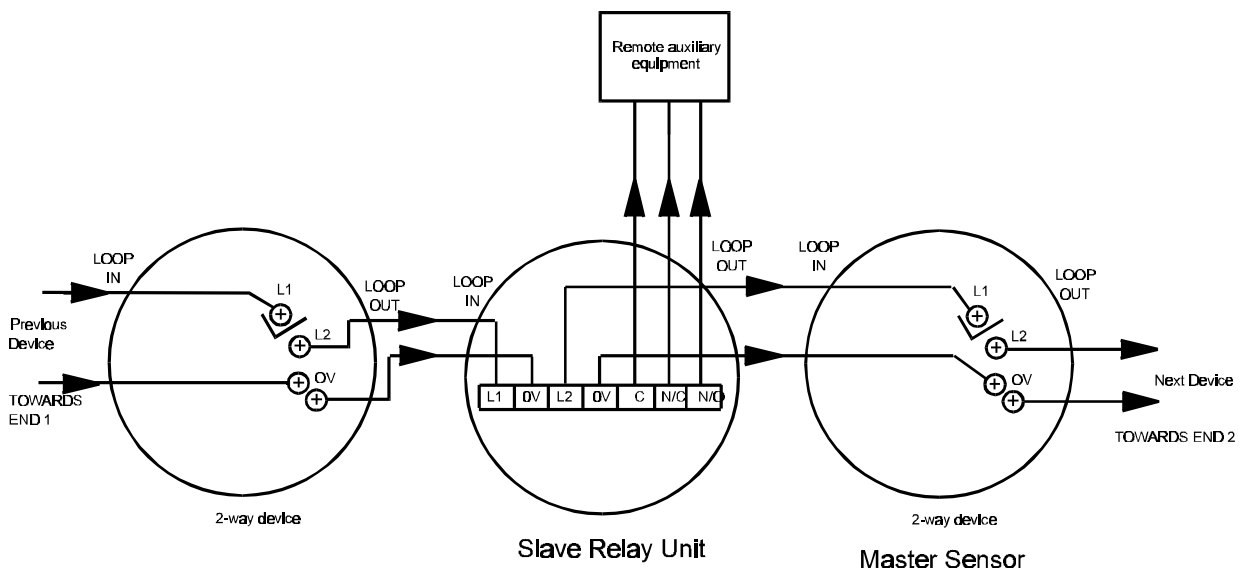 Remote auxiliary
equipment
LOOP
IN
L1
L2
0V
LOOP
OUT
Previous
Device
TOWARDS
END 1
2-way device
LOOP
IN
LOOP
OUT
L1
0V
L2
0V
C
N/C
N/O
Slave Relay Unit
LOOP
IN
L1
L2
0V
LOOP
OUT
Next Device
TOWARDS END 2
2-way device
Master Sensor